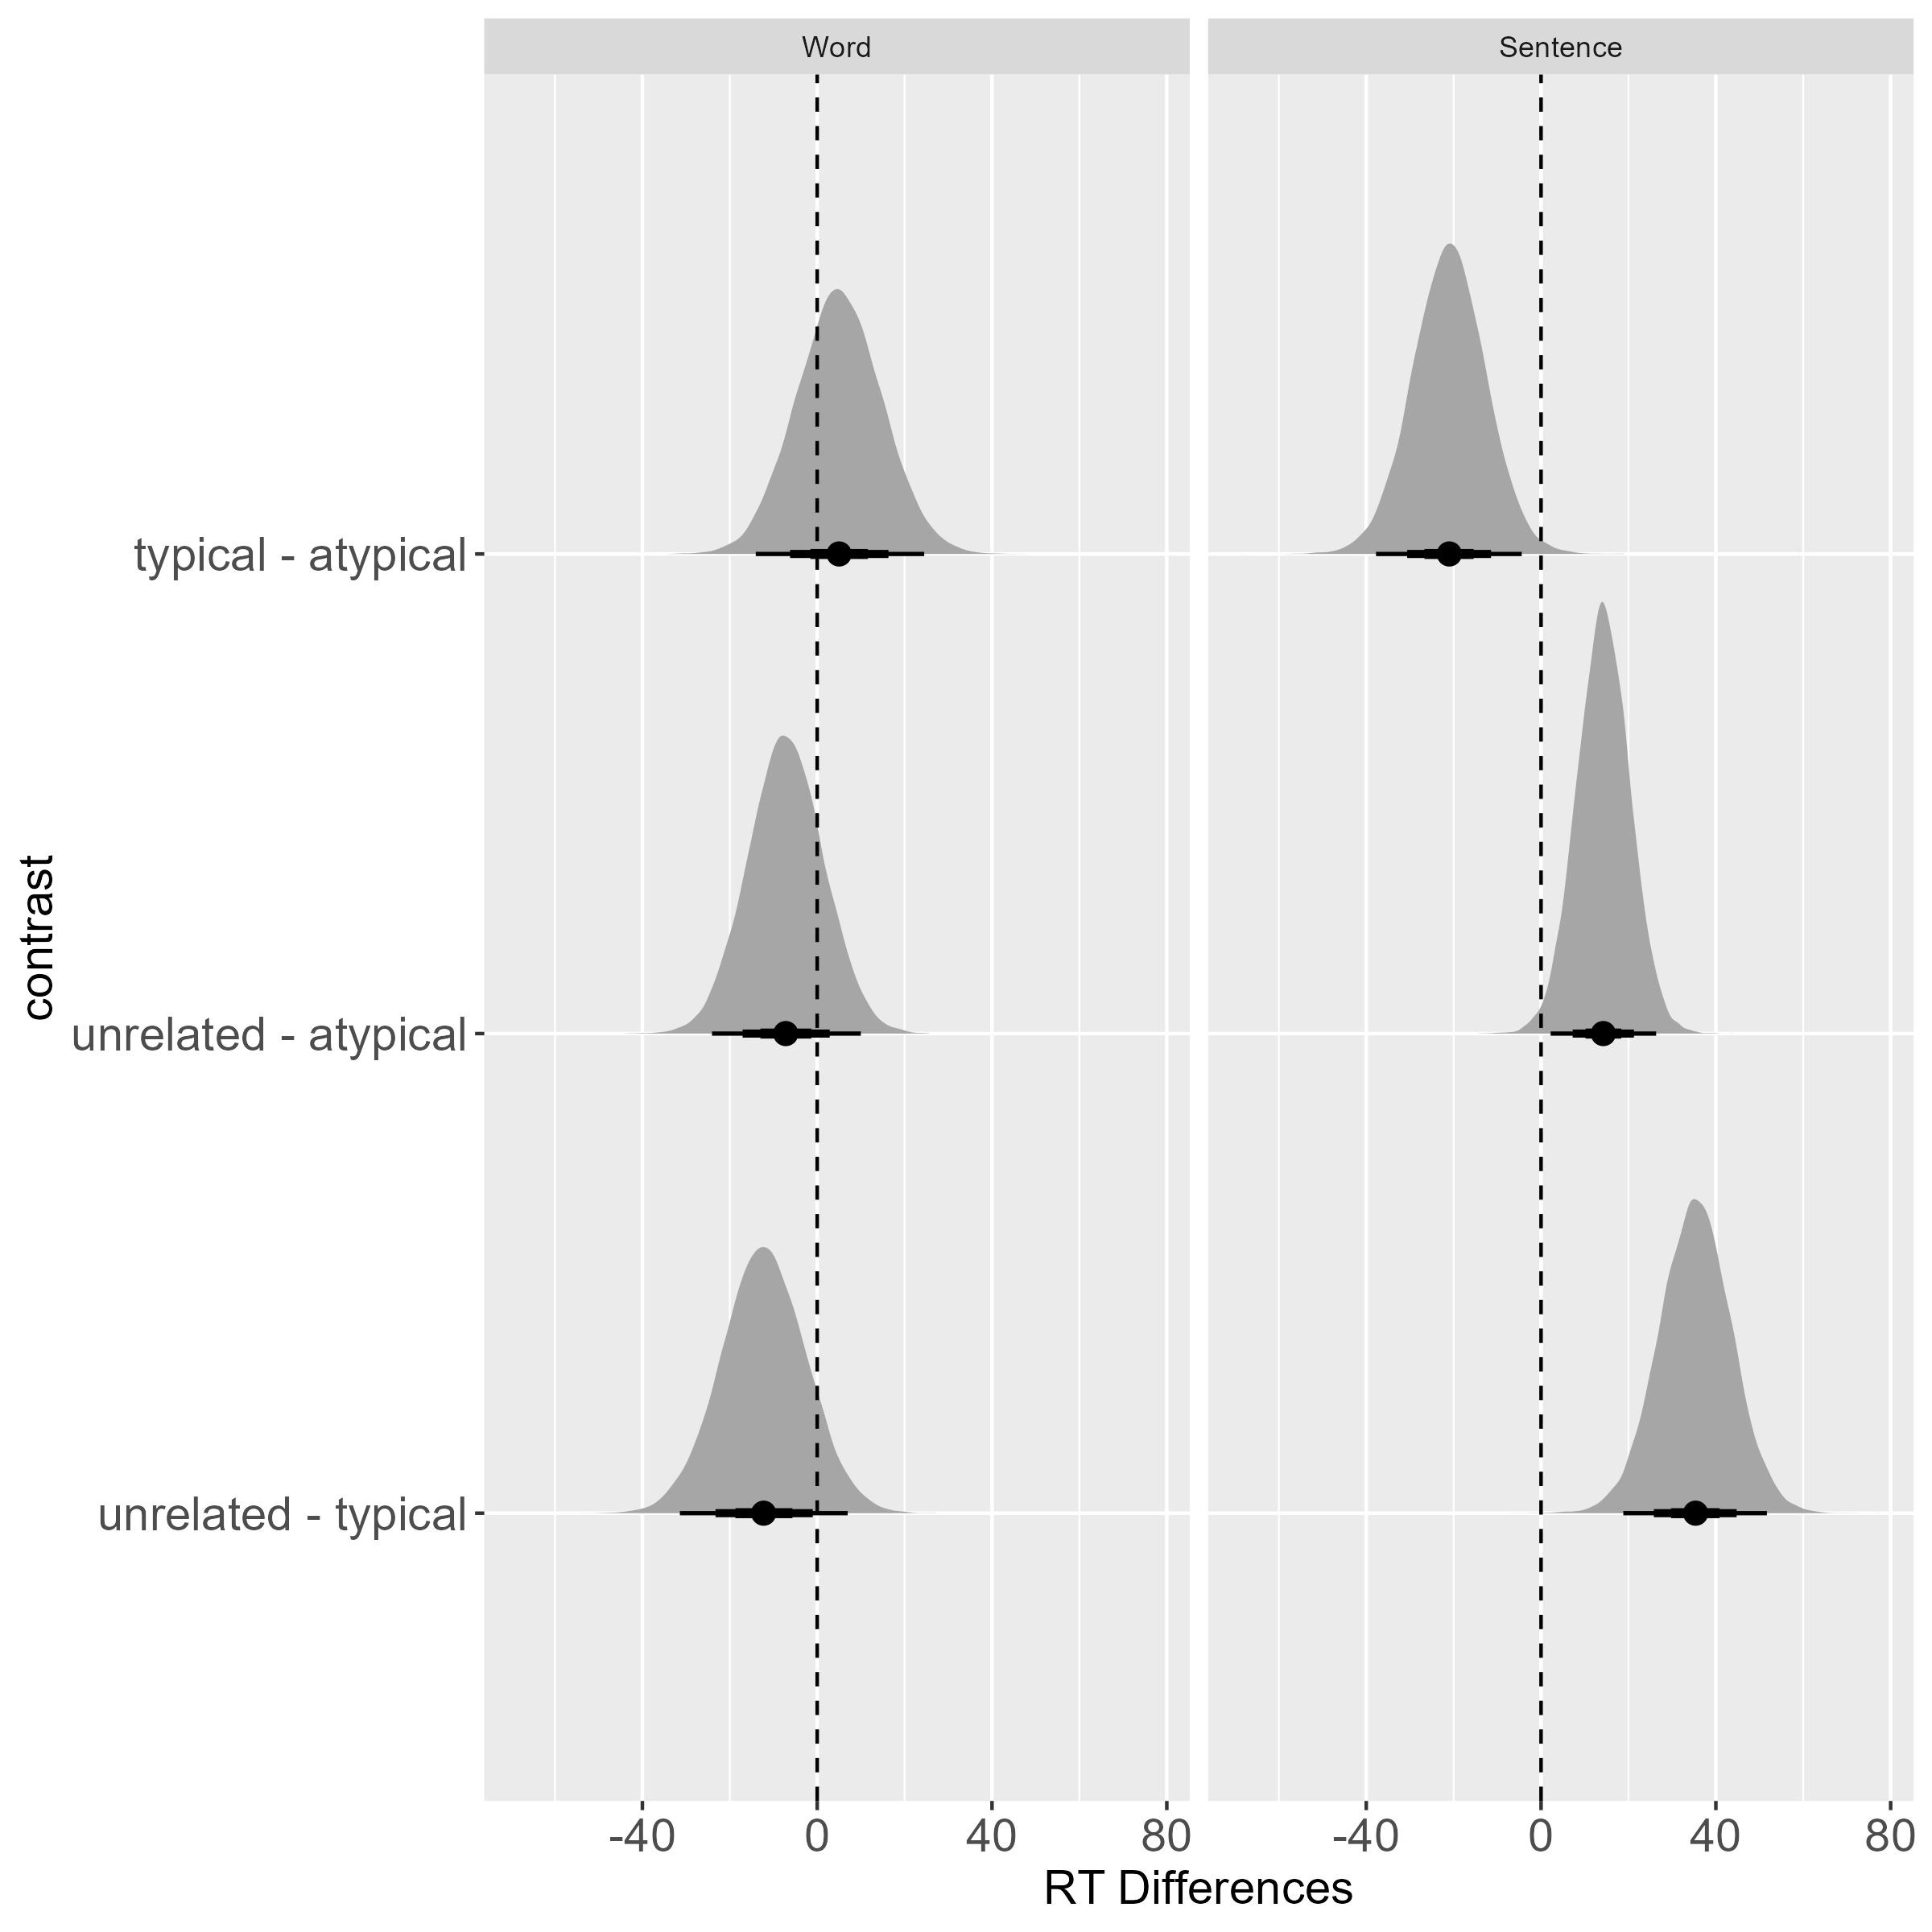 Word
Sentence
typical - atypical
unrelated - atypical
unrelated - typical
contrast
-40 0 40 80
-40 0 40 80
RT Differences